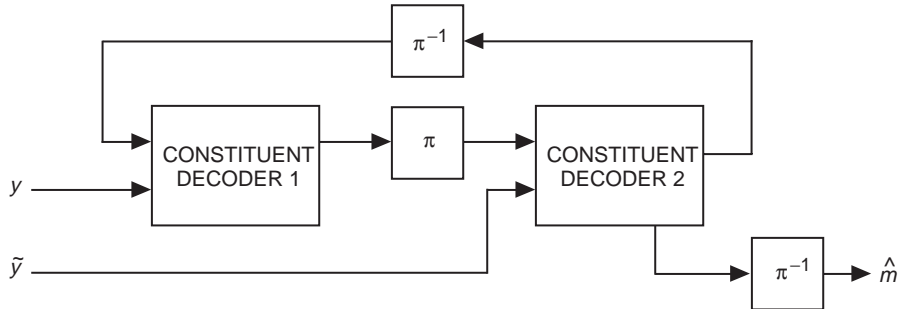 π⁻¹
CONSTITUENT
DECODER 1
π
CONSTITUENT
DECODER 2
y
ỹ
π⁻¹
m̂